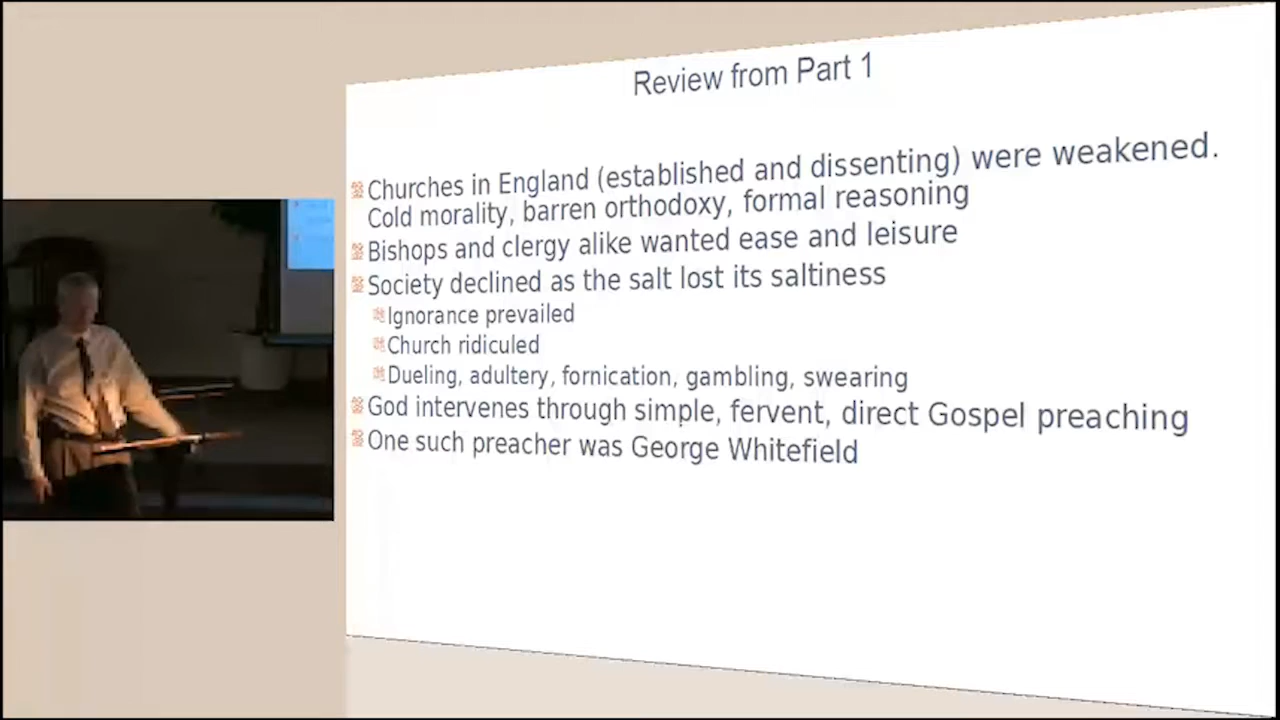 Review from Part 1
Churches in England (established and dissenting) were weakened.
Cold morality, barren orthodoxy, formal reasoning
Bishops and clergy alike wanted ease and leisure
Society declined as the salt lost its saltiness
Ignorance prevailed
Church ridiculed
Dueling, adultery, fornication, gambling, swearing
God intervenes through simple, fervent, direct Gospel preaching
One such preacher was George Whitefield